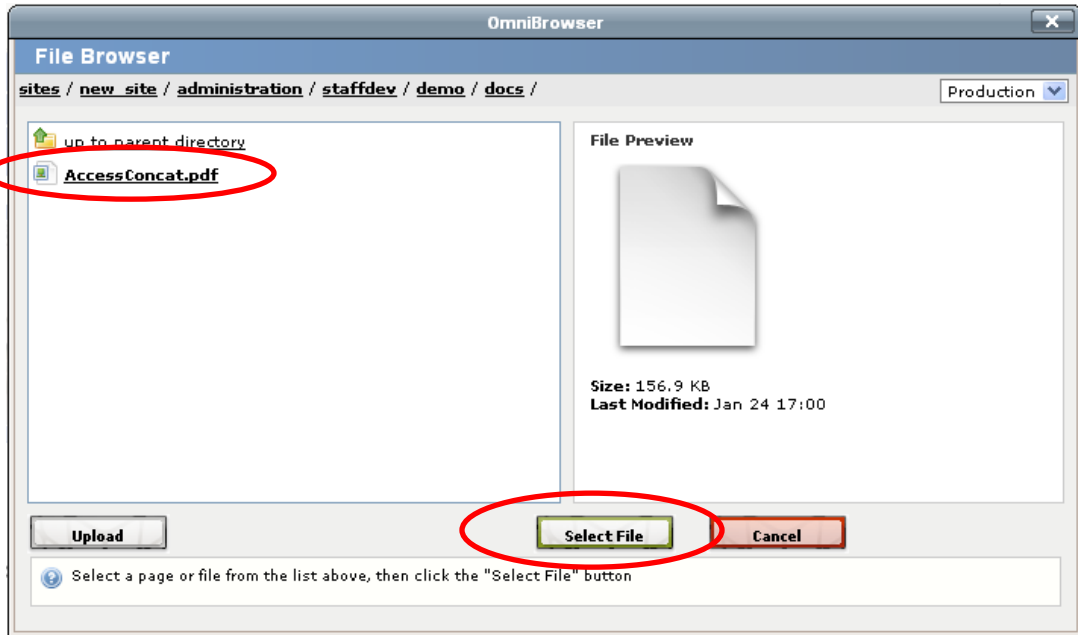 OmniBrowser
File Browser
sites / new_site / administration / staffdev / demo / docs /
Production
up to parent directory
AccessConcat.pdf
File Preview
Size: 156.9 KB
Last Modified: Jan 24 17:00
Upload
Select File
Cancel
Select a page or file from the list above, then click the "Select File" button